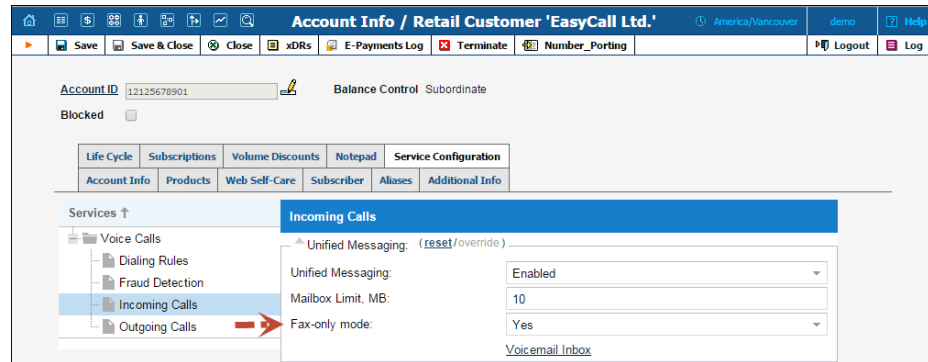 Account Info / Retail Customer 'EasyCall Ltd.' America/Vancouver demo Help
Save Save & Close Close xDRs E-Payments Log Terminate Number_Porting Logout Log
Account ID 12125678901 Balance Control Subordinate
Blocked
Life Cycle Subscriptions Volume Discounts Notepad Service Configuration
Account Info Products Web Self-Care Subscriber Aliases Additional Info
Services
Incoming Calls
Voice Calls
Unified Messaging: (reset/override)
Dialing Rules
Unified Messaging: Enabled
Fraud Detection
Mailbox Limit, MB: 10
Incoming Calls
Outgoing Calls
Fax-only mode: Yes
Voicemail Inbox